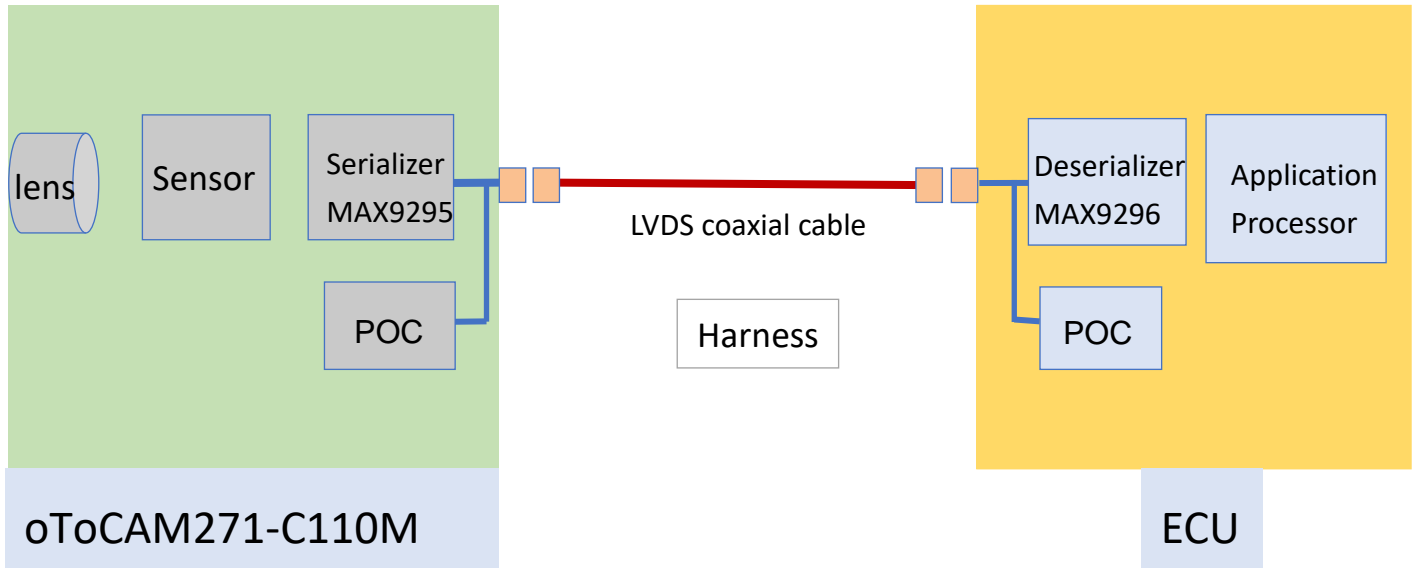 lens
Sensor
Serializer
MAX9295
POC
LVDS coaxial cable
Harness
Deserializer
MAX9296
Application
Processor
POC
oToCAM271-C110M
ECU